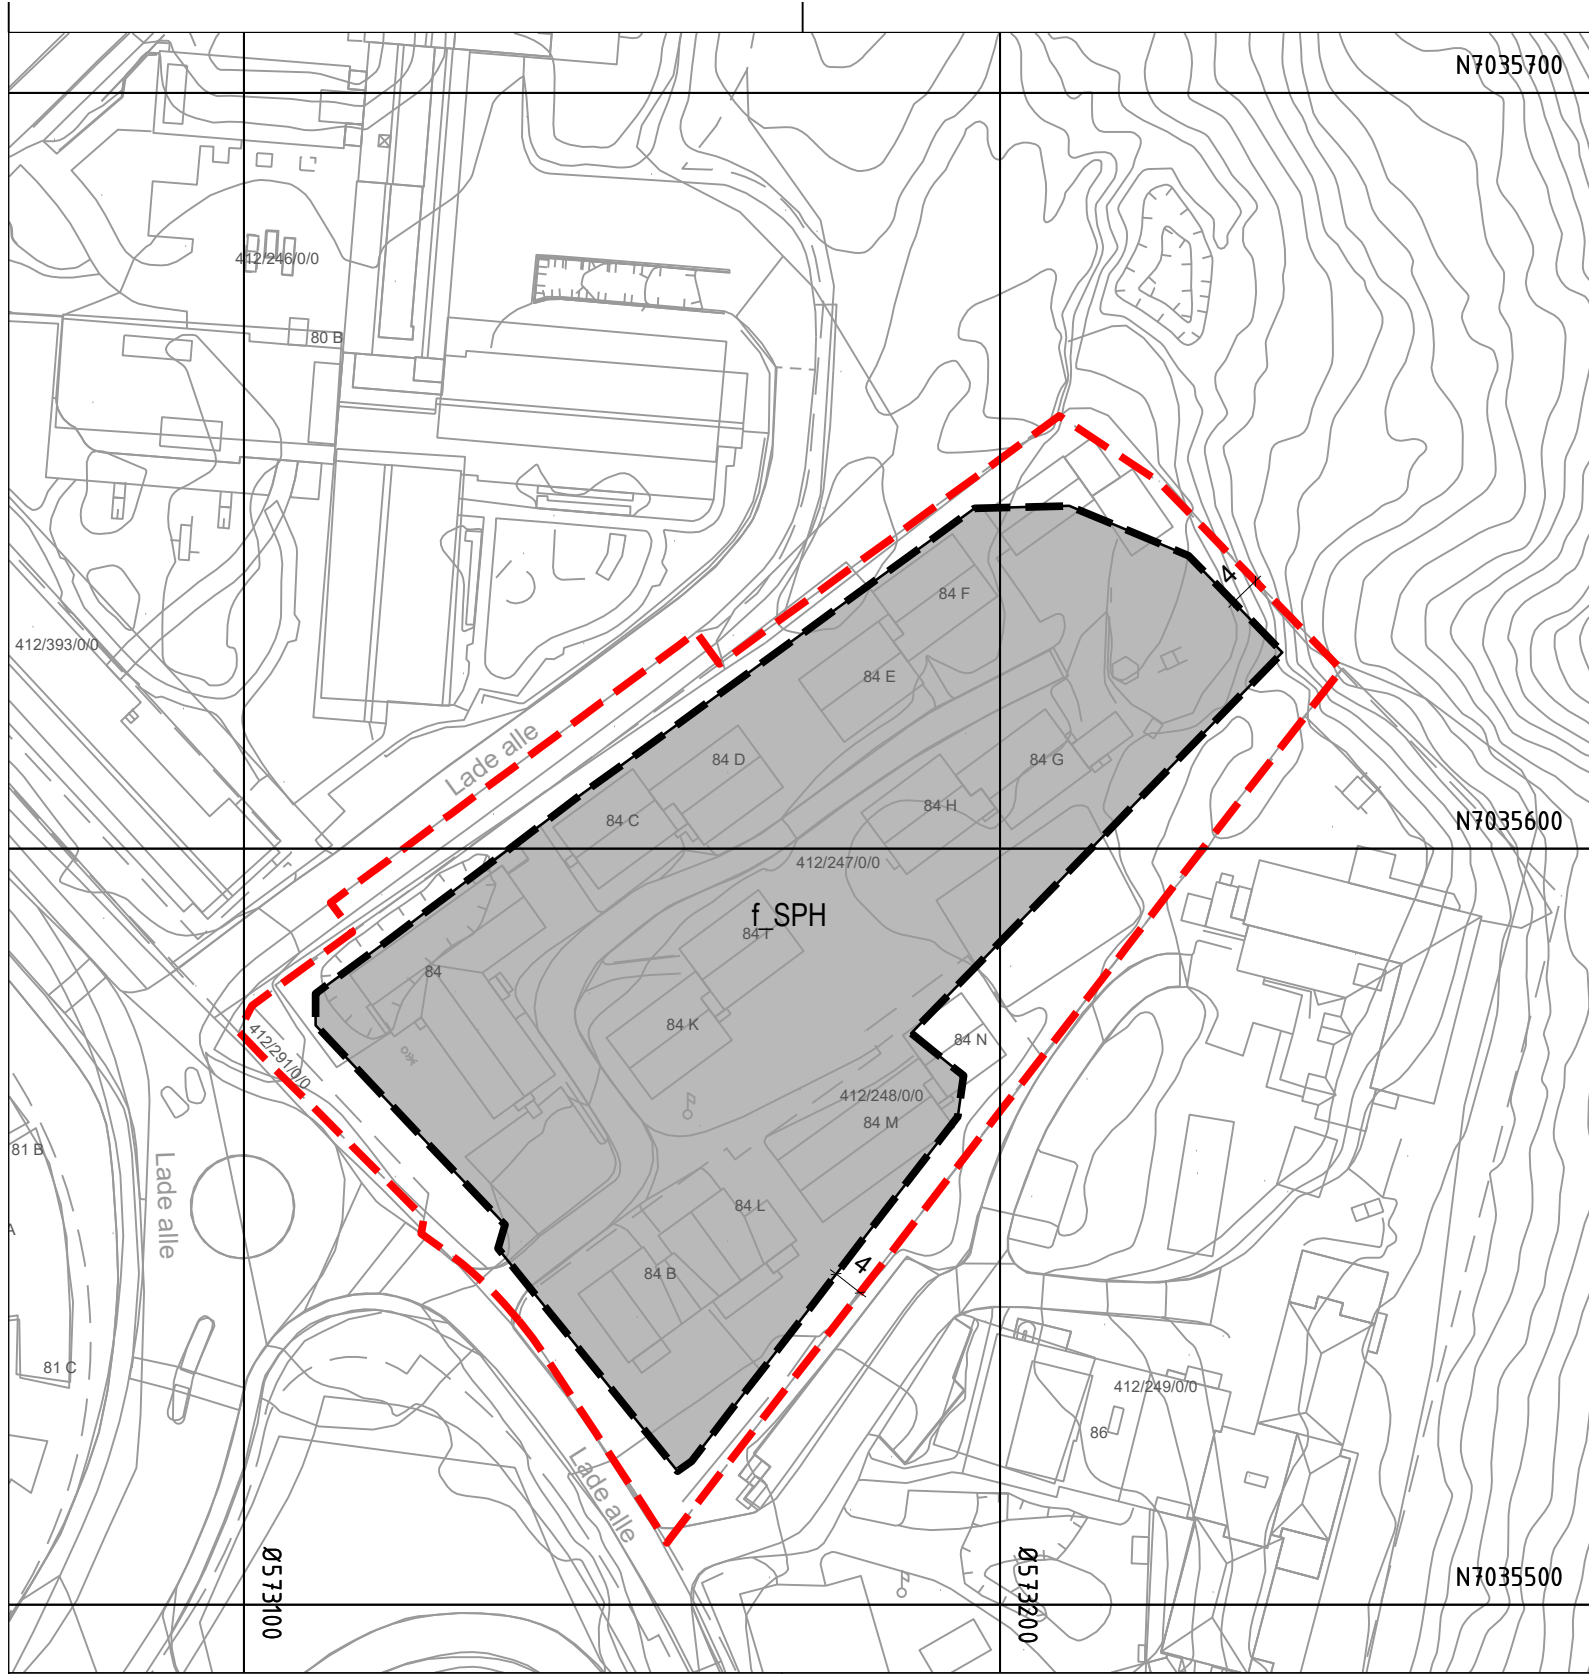 N7035700
412/246/0/0
80 B
4
84 F
412/393/0/0
84 E
Lade alle
84 D
84 G
84 H
84 C
N7035600
412/247/0/0
f_SPH
84 I
84
84 K
84 N
412/291/0/0
412/248/0/0
84 M
81 B
Lade alle
84 L
A
4
84 B
81 C
412/249/0/0
86
Lade alle
Ø573100
Ø573200
N7035500